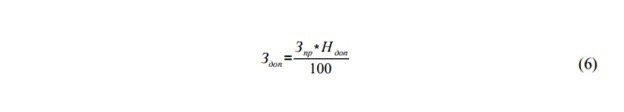 З_доп = (З_пр * Н_доп) / 100 (6)